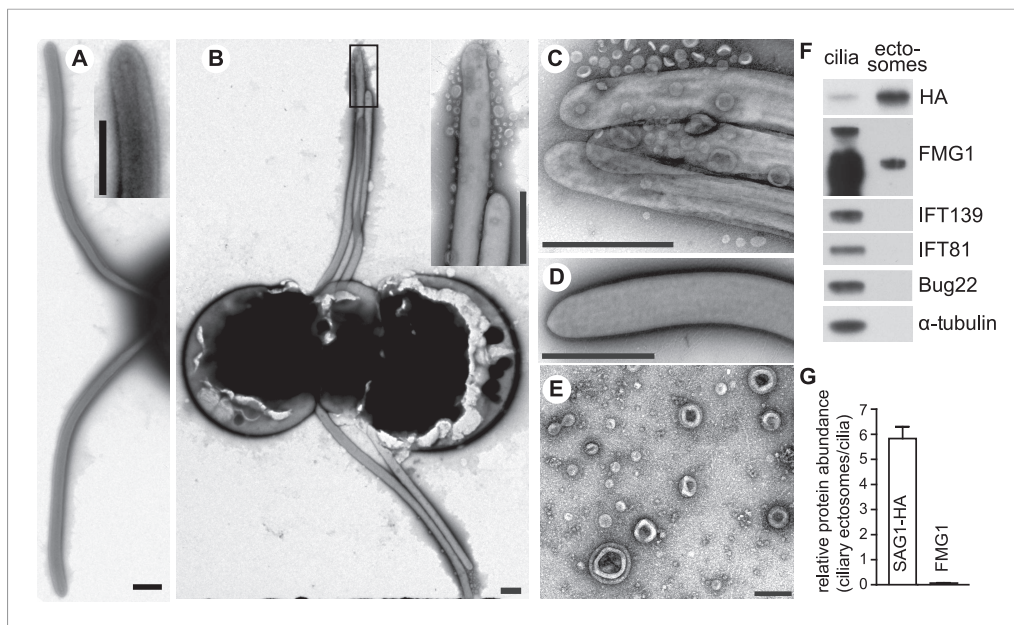 A
B
C
D
E
F
cilia
ecto-
somes
HA
FMG1
IFT139
IFT81
Bug22
α-tubulin
G
relative protein abundance
(ciliary ectosomes/cilia)
7
6
5
4
3
2
1
0
SAG1-HA
FMG1